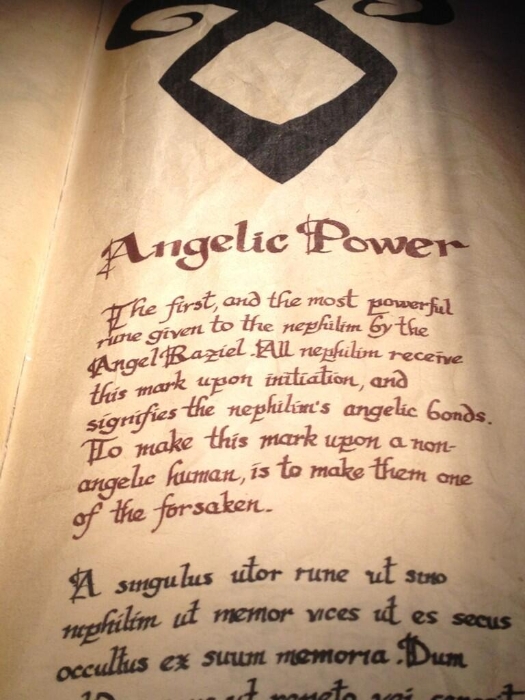 Angelic Power
The first, and the most powerful
rune given to the nephilim by the
Angel Raziel. All nephilim receive
this mark upon initiation, and
signifies the nephilim's angelic bonds.
To make this mark upon a non-
angelic human, is to make them one
of the forsaken.
A singulus utor rune ut suno
nephilim ut memor vices ut es secus
occultus ex suum memoria. Dum
ut